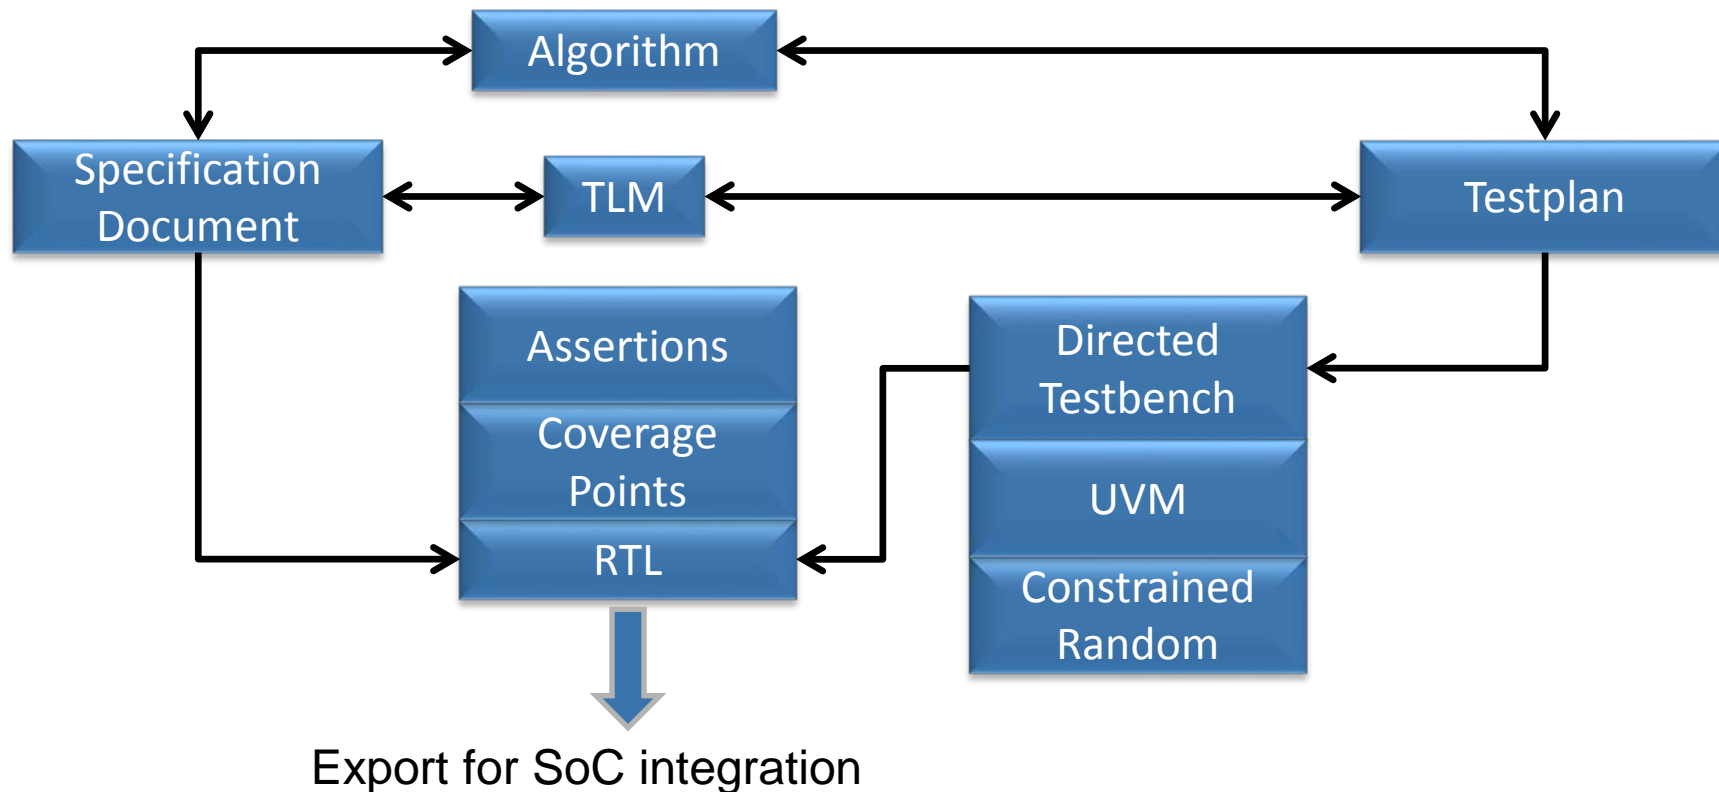 Algorithm
Specification
Document
TLM
Testplan
Assertions
Coverage
Points
RTL
Directed
Testbench
UVM
Constrained
Random
Export for SoC integration